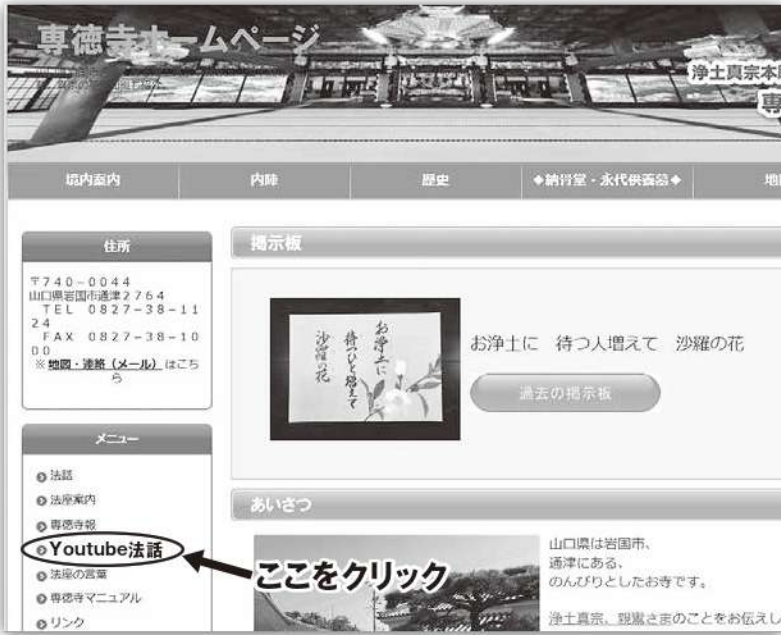 専徳寺ホームページ
浄土真宗本
専
境内案内
内陣
歴史
◆納骨堂・永代供養墓◆
地
住所
〒740-0044
山口県岩国市通津2764
TEL 0827-38-11
24
FAX 0827-38-10
00
※地図・連絡（メール）はこち
ら
メニュー
法話
法座案内
専徳寺報
Youtube法話
法座の言葉
専徳寺マニュアル
リンク
掲示板
お浄土に
待つひと増えて
沙羅の花
お浄土に 待つ人増えて 沙羅の花
過去の掲示板
あいさつ
山口県は岩国市、
通津にある、
のんびりとしたお寺です。
浄土真宗、親鸞さまのことをお伝えし
ここをクリック